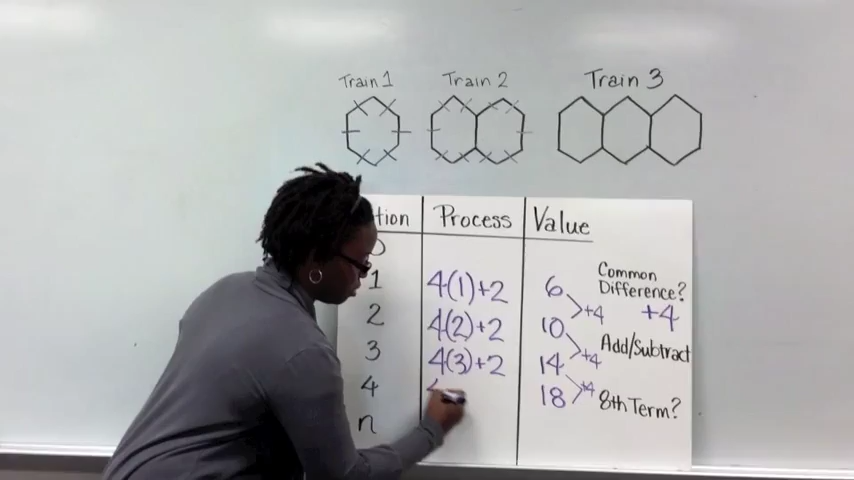 Train 1 Train 2 Train 3
tion Process Value
0
1 4(1)+2 6
2 4(2)+2 10
3 4(3)+2 14
4 4 18
n
+4
+4
+4
Common
Difference?
+4
Add/Subtract
8th Term?